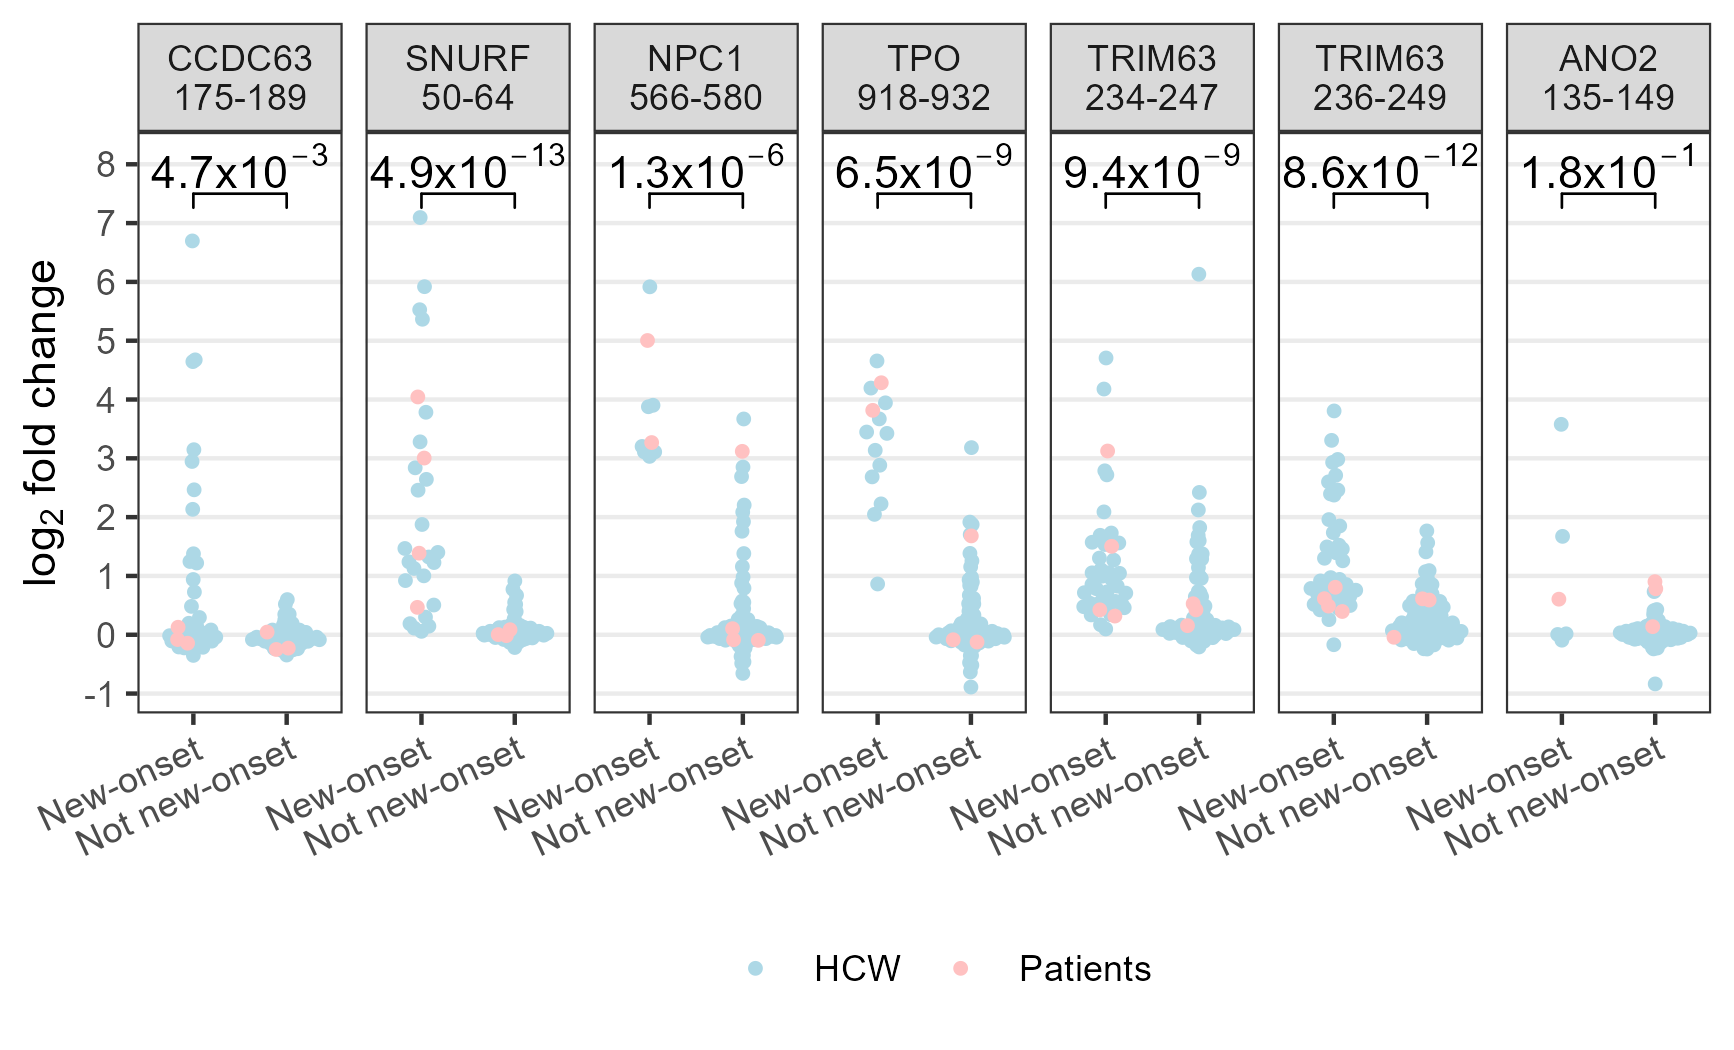 CCDC63 SNURF NPC1 TPO TRIM63 TRIM63 ANO2
175-189 50-64 566-580 918-932 234-247 236-249 135-149
4.7x10⁻³ 4.9x10⁻¹³ 1.3x10⁻⁶ 6.5x10⁻⁹ 9.4x10⁻⁹ 8.6x10⁻¹² 1.8x10⁻¹
8
7
6
5
4
3
2
1
0
-1
log₂ fold change
New-onset New-onset New-onset New-onset New-onset New-onset New-onset
Not new-onset Not new-onset Not new-onset Not new-onset Not new-onset Not new-onset Not new-onset
HCW Patients